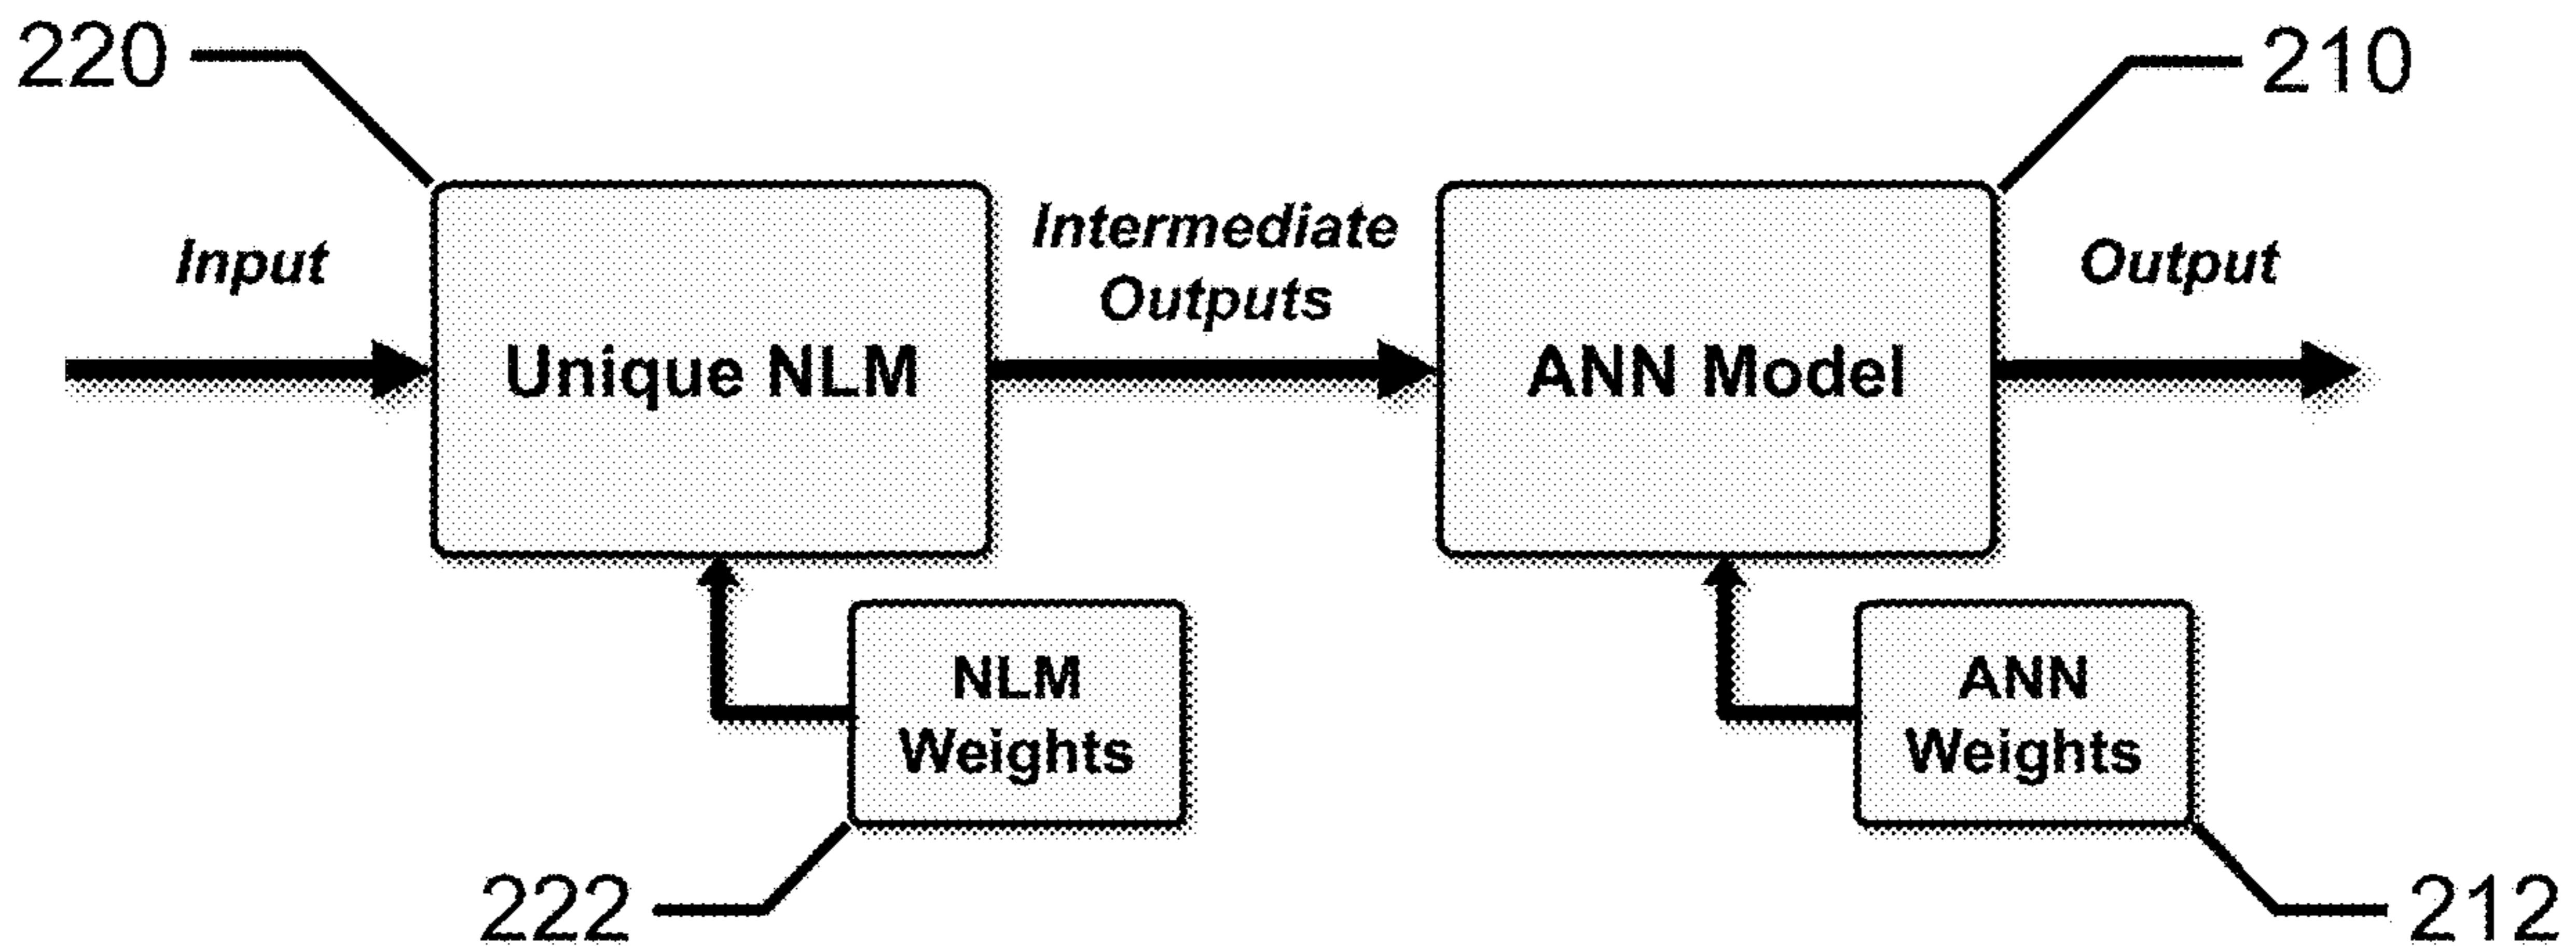 220
210
Input
Intermediate
Outputs
Output
Unique NLM
ANN Model
NLM
Weights
ANN
Weights
222
212